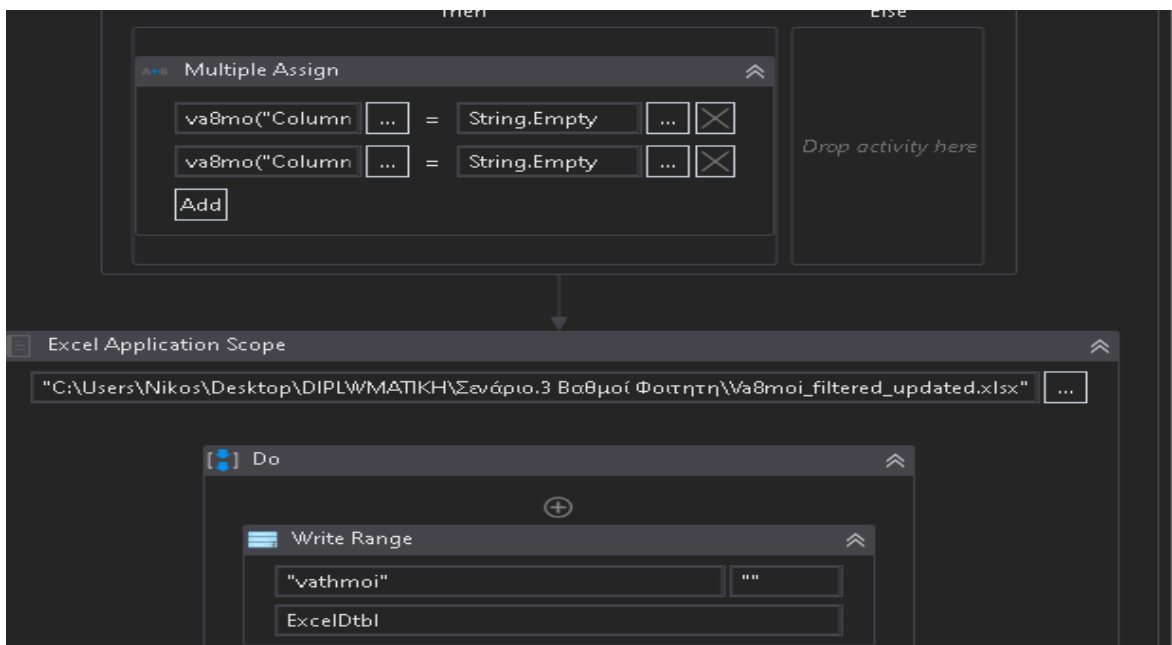 Then Else
Multiple Assign
va8mo("Column ... = String.Empty ...
va8mo("Column ... = String.Empty ...
Drop activity here
Add
Excel Application Scope
"C:\Users\Nikos\Desktop\DIPLWMATIKH\Σενάριο.3 Βαθμοί Φοιτητη\Va8moi_filtered_updated.xlsx" ...
Do
Write Range
"vathmoi" ""
ExcelDtbl